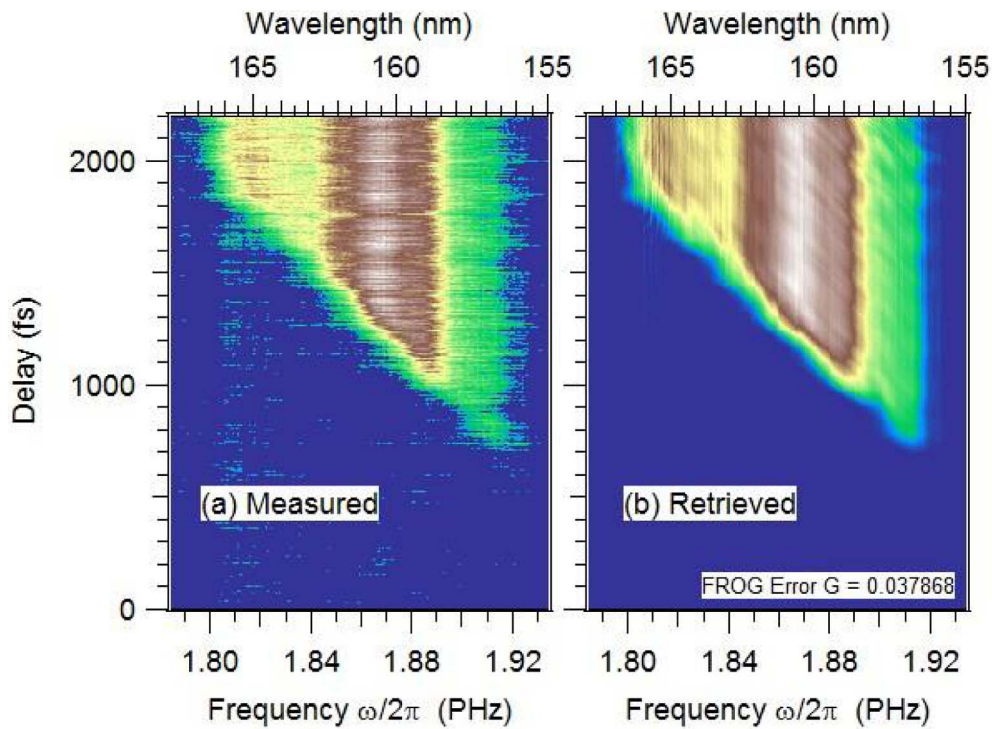 Wavelength (nm)
Wavelength (nm)
165 160 155
165 160 155
Delay (fs)
2000
1000
0
(a) Measured
(b) Retrieved
FROG Error G = 0.037868
1.80 1.84 1.88 1.92
1.80 1.84 1.88 1.92
Frequency ω/2π (PHz)
Frequency ω/2π (PHz)